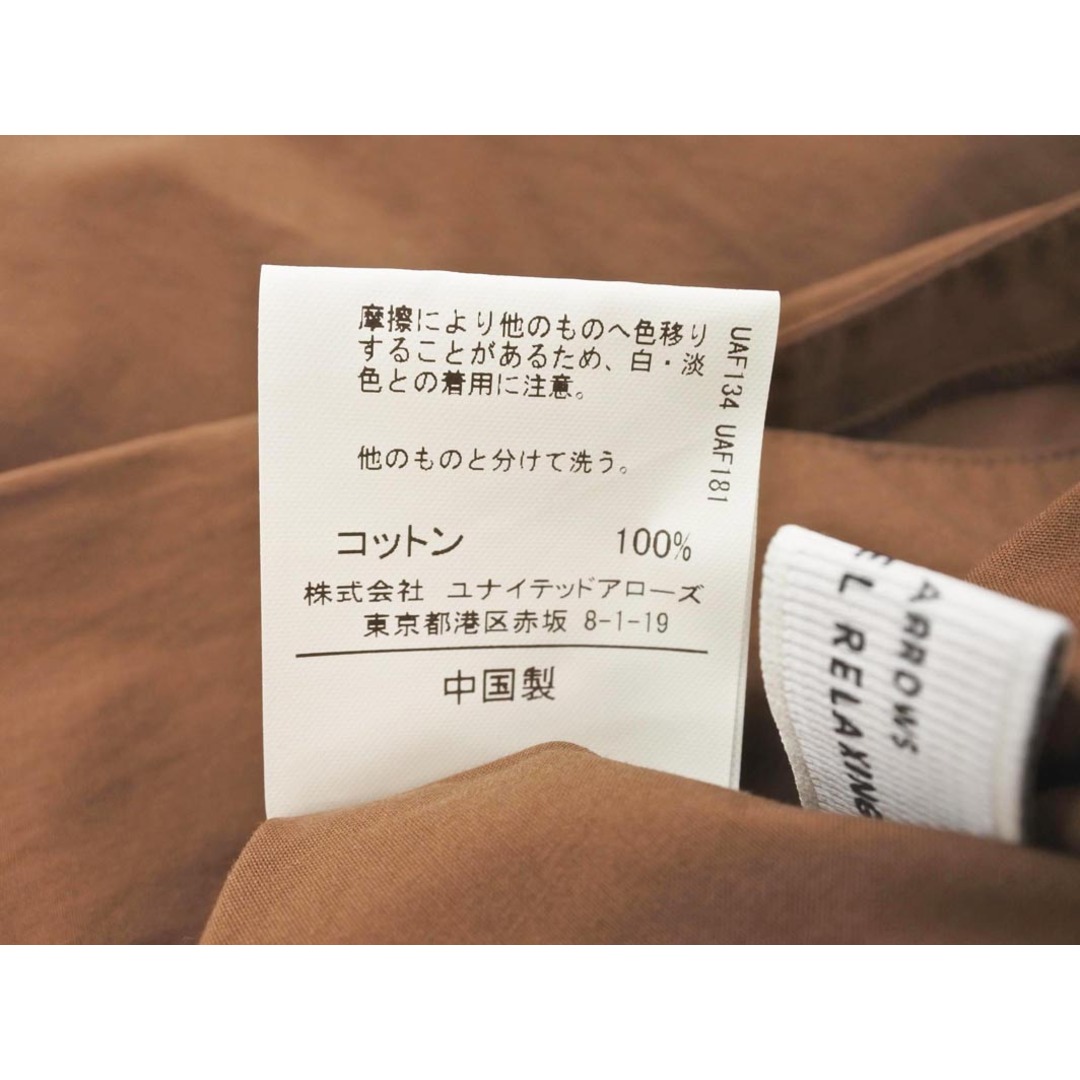 摩擦により他のものへ色移り
することがあるため、白・淡
色との着用に注意。
他のものと分けて洗う。
コットン 100%
株式会社 ユナイテッドアローズ
東京都港区赤坂 8-1-19
中国製
UAF134 UAF181
ARROWS
RELAXING